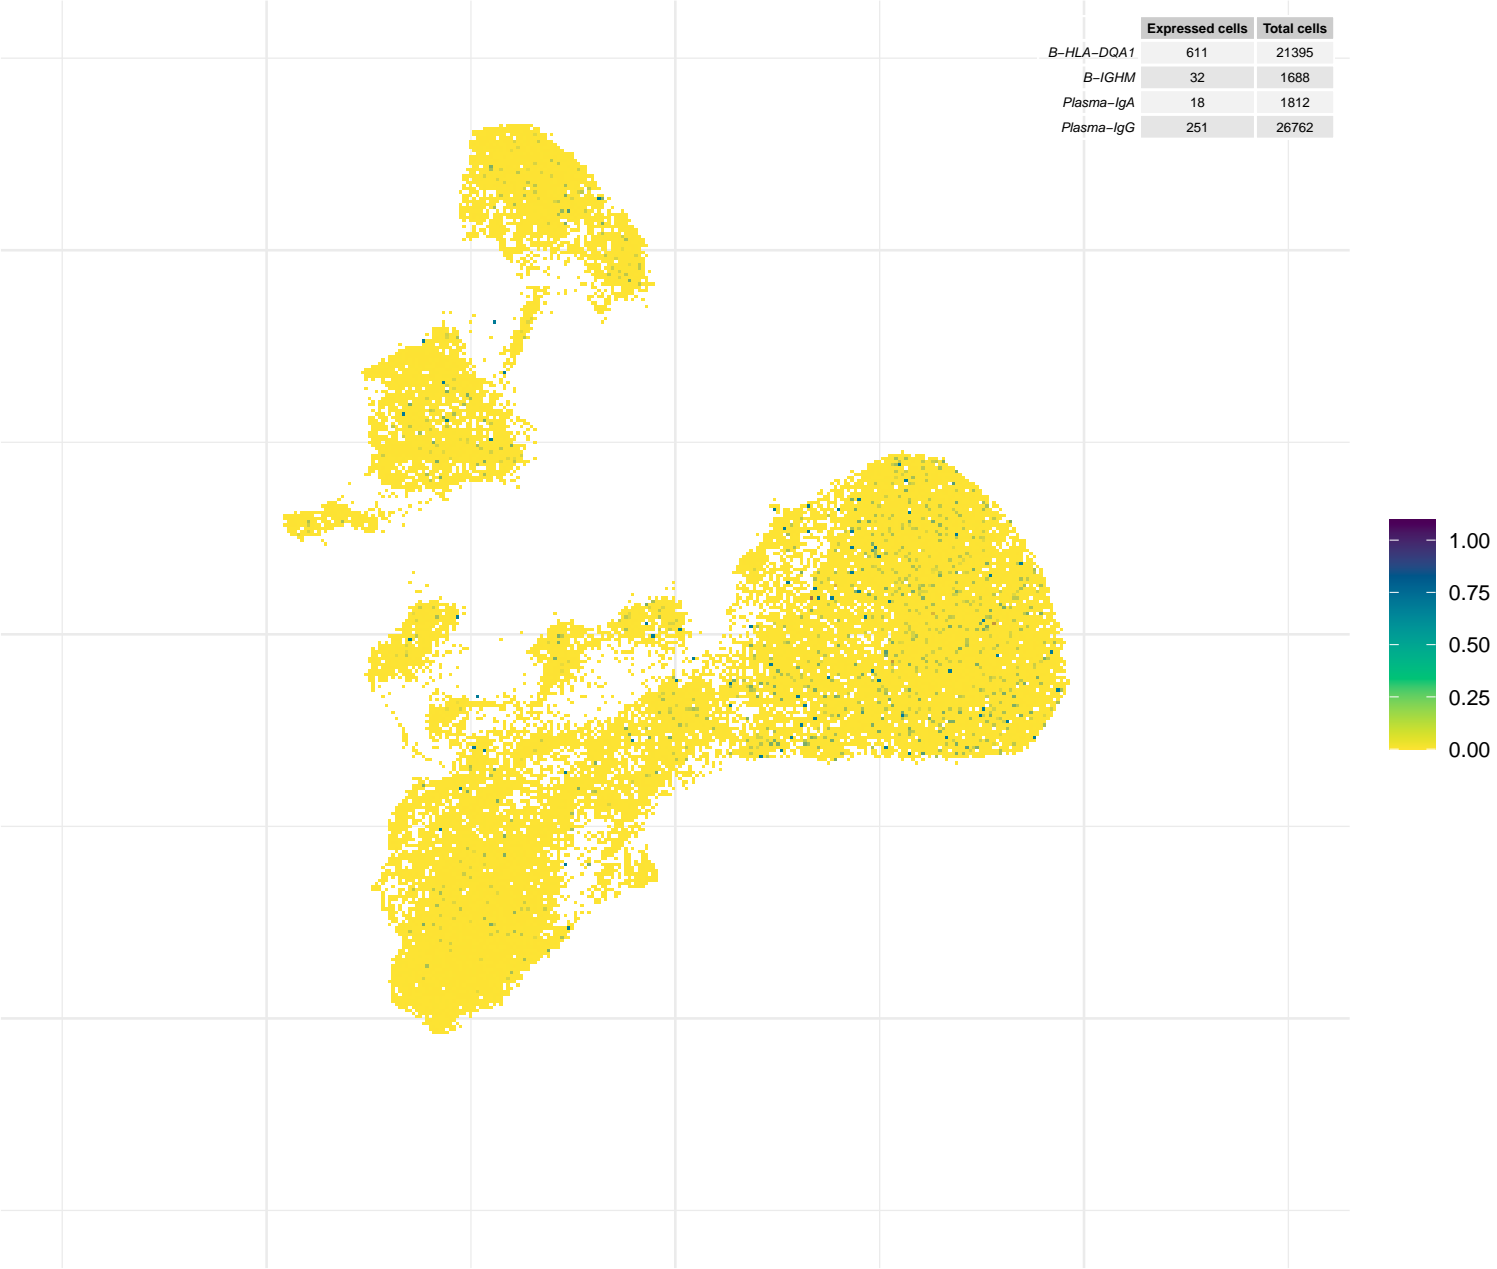 Expressed cells Total cells
B−HLA−DQA1 611 21395
B−IGHM 32 1688
Plasma−IgA 18 1812
Plasma−IgG 251 26762
1.00
0.75
0.50
0.25
0.00